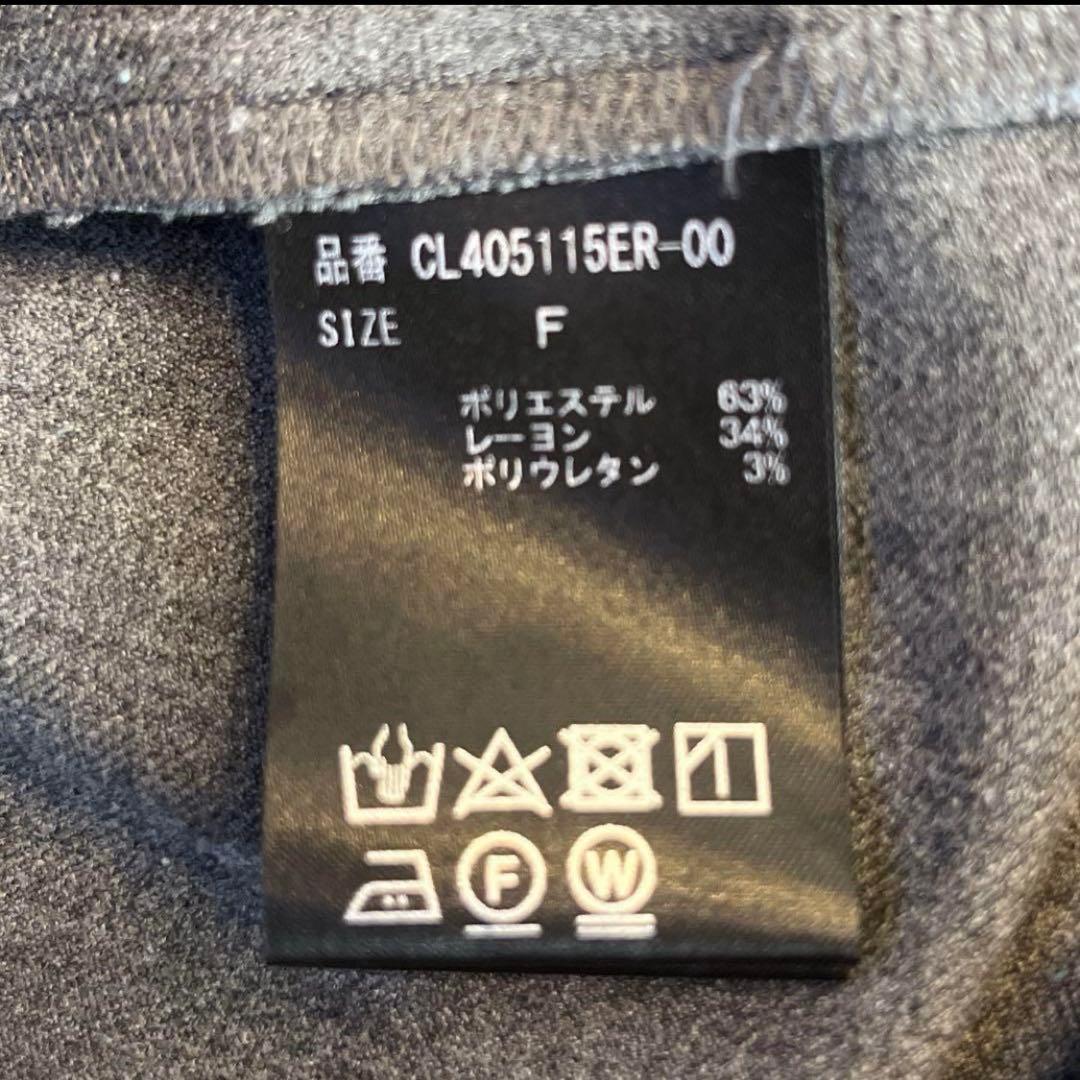 品番 CL405115ER-00
SIZE F
ポリエステル 63%
レーヨン 34%
ポリウレタン 3%
F W